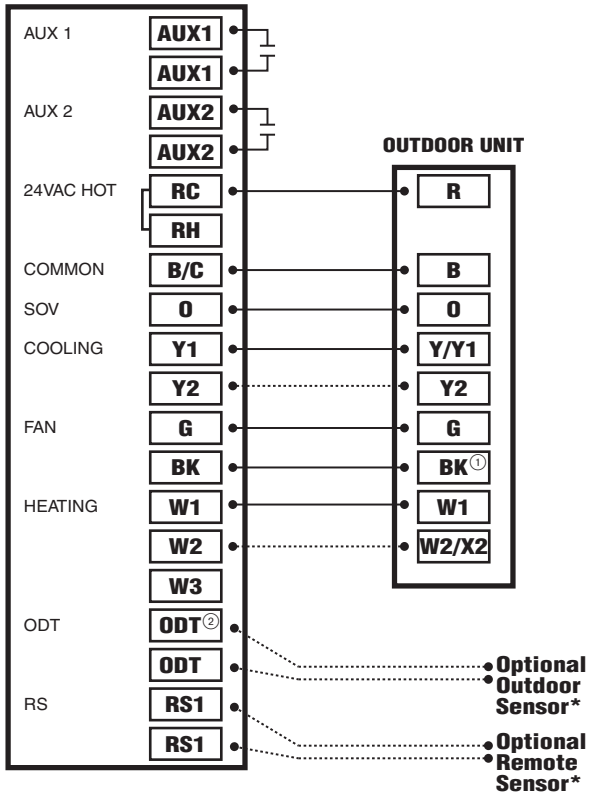 AUX 1 AUX1
AUX1
AUX 2 AUX2
AUX2
OUTDOOR UNIT
24VAC HOT RC R
RH
COMMON B/C B
SOV O O
COOLING Y1 Y/Y1
Y2 Y2
FAN G G
BK BK①
HEATING W1 W1
W2 W2/X2
W3
ODT ODT②
ODT
Optional
Outdoor
Sensor*
RS RS1
RS1
Optional
Remote
Sensor*